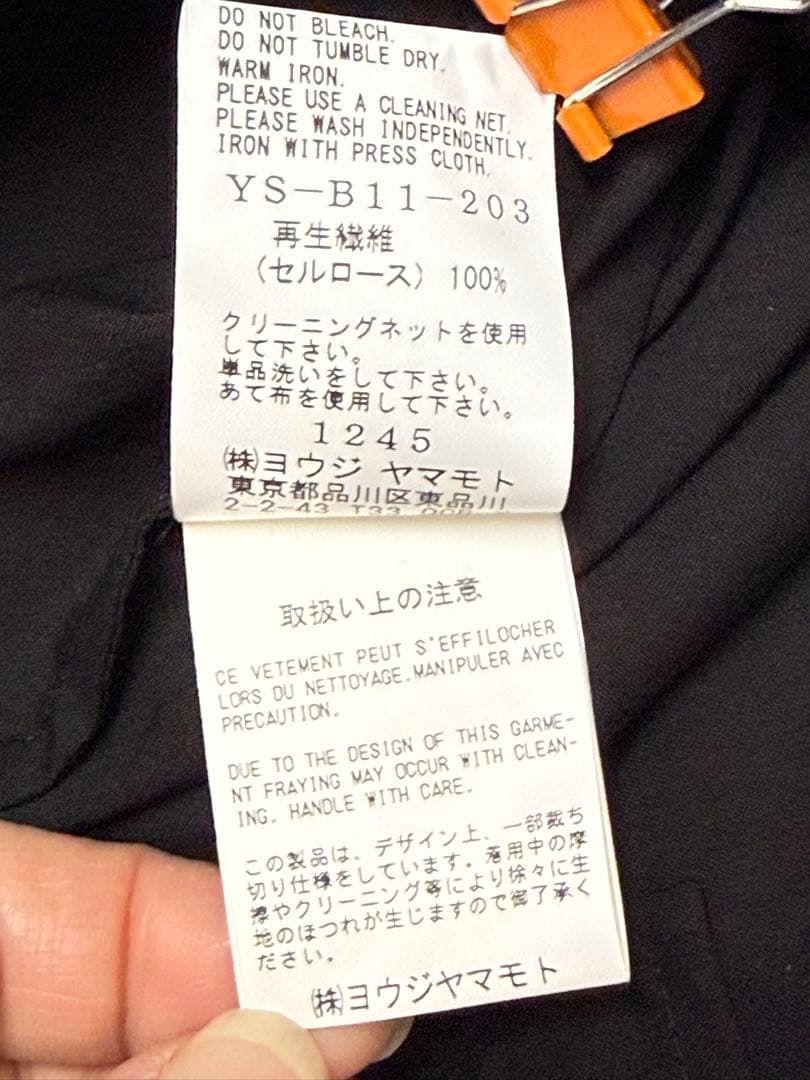 DO NOT BLEACH.
DO NOT TUMBLE DRY.
WARM IRON.
PLEASE USE A CLEANING NET.
PLEASE WASH INDEPENDENTLY.
IRON WITH PRESS CLOTH.
YS-B11-203
再生繊維
(セルロース) 100%
クリーニングネットを使用
して下さい。
単品洗いをして下さい。
あて布を使用して下さい。
1245
㈱ヨウジ ヤマモト
東京都品川区東品川
2-2-43 T33
取扱い上の注意
CE VETEMENT PEUT S'EFFILOCHER
LORS DU NETTOYAGE.MANIPULER AVEC
PRECAUTION.
DUE TO THE DESIGN OF THIS GARME-
NT FRAYING MAY OCCUR WITH CLEAN-
ING. HANDLE WITH CARE.
この製品は、デザイン上、一部裁ち
切り仕様をしています。着用中の摩
擦やクリーニング等により徐々に生
地のほつれが生じますので御了承く
ださい。
㈱ヨウジヤマモト